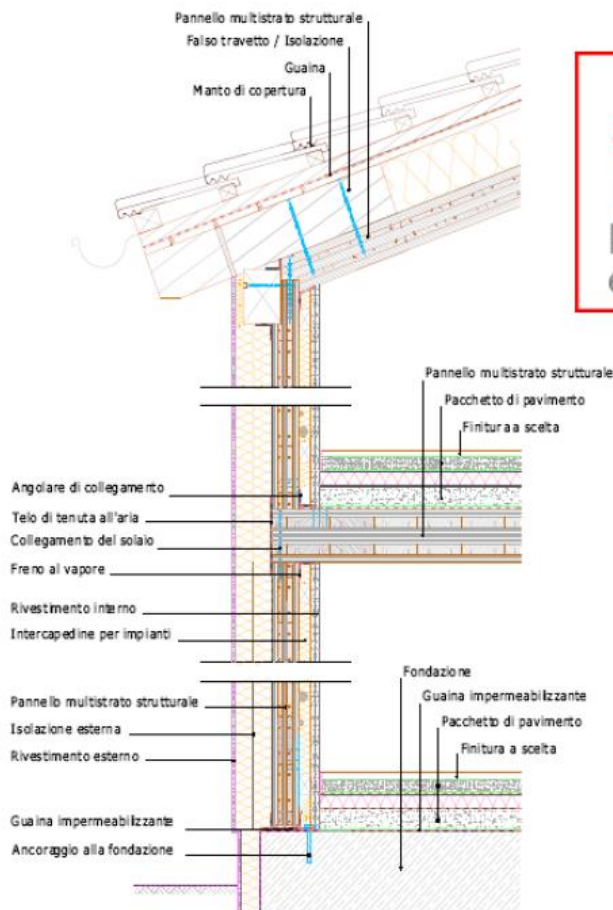 Pannello multistrato strutturale
Falso travetto / Isolazione
Guaina
Manto di copertura
Pannello multistrato strutturale
Pacchetto di pavimento
Finitura a scelta
Angolare di collegamento
Telo di tenuta all'aria
Collegamento del solaio
Freno al vapore
Rivestimento interno
Intercapedine per impianti
Fondazione
Guaina impermeabilizzante
Pannello multistrato strutturale
Pacchetto di pavimento
Isolazione esterna
Finitura a scelta
Rivestimento esterno
Guaina impermeabilizzante
Ancoraggio alla fondazione